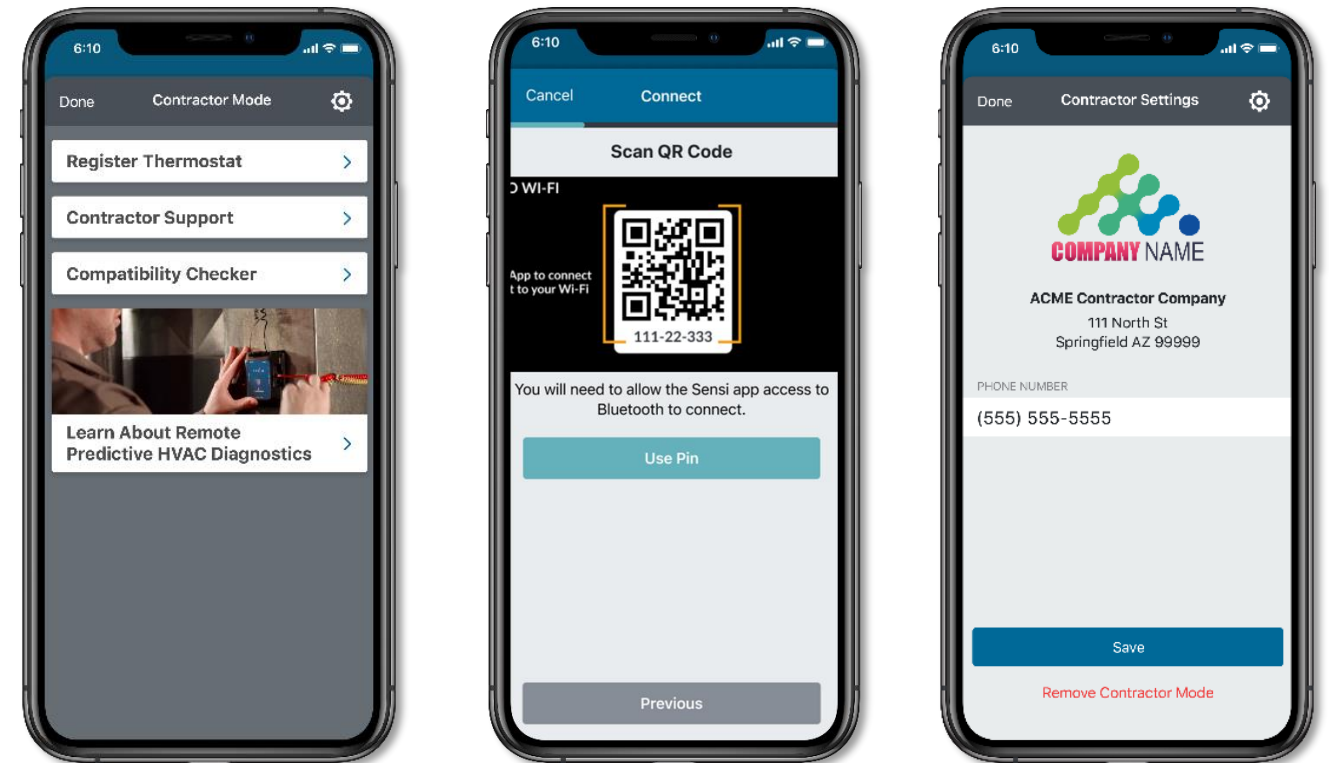 6:10
Done Contractor Mode
Register Thermostat
Contractor Support
Compatibility Checker
Learn About Remote
Predictive HVAC Diagnostics
6:10
Cancel Connect
Scan QR Code
O WI-FI
App to connect
t to your Wi-Fi
111-22-333
You will need to allow the Sensi app access to
Bluetooth to connect.
Use Pin
Previous
6:10
Done Contractor Settings
COMPANY NAME
ACME Contractor Company
111 North St
Springfield AZ 99999
PHONE NUMBER
(555) 555-5555
Save
Remove Contractor Mode